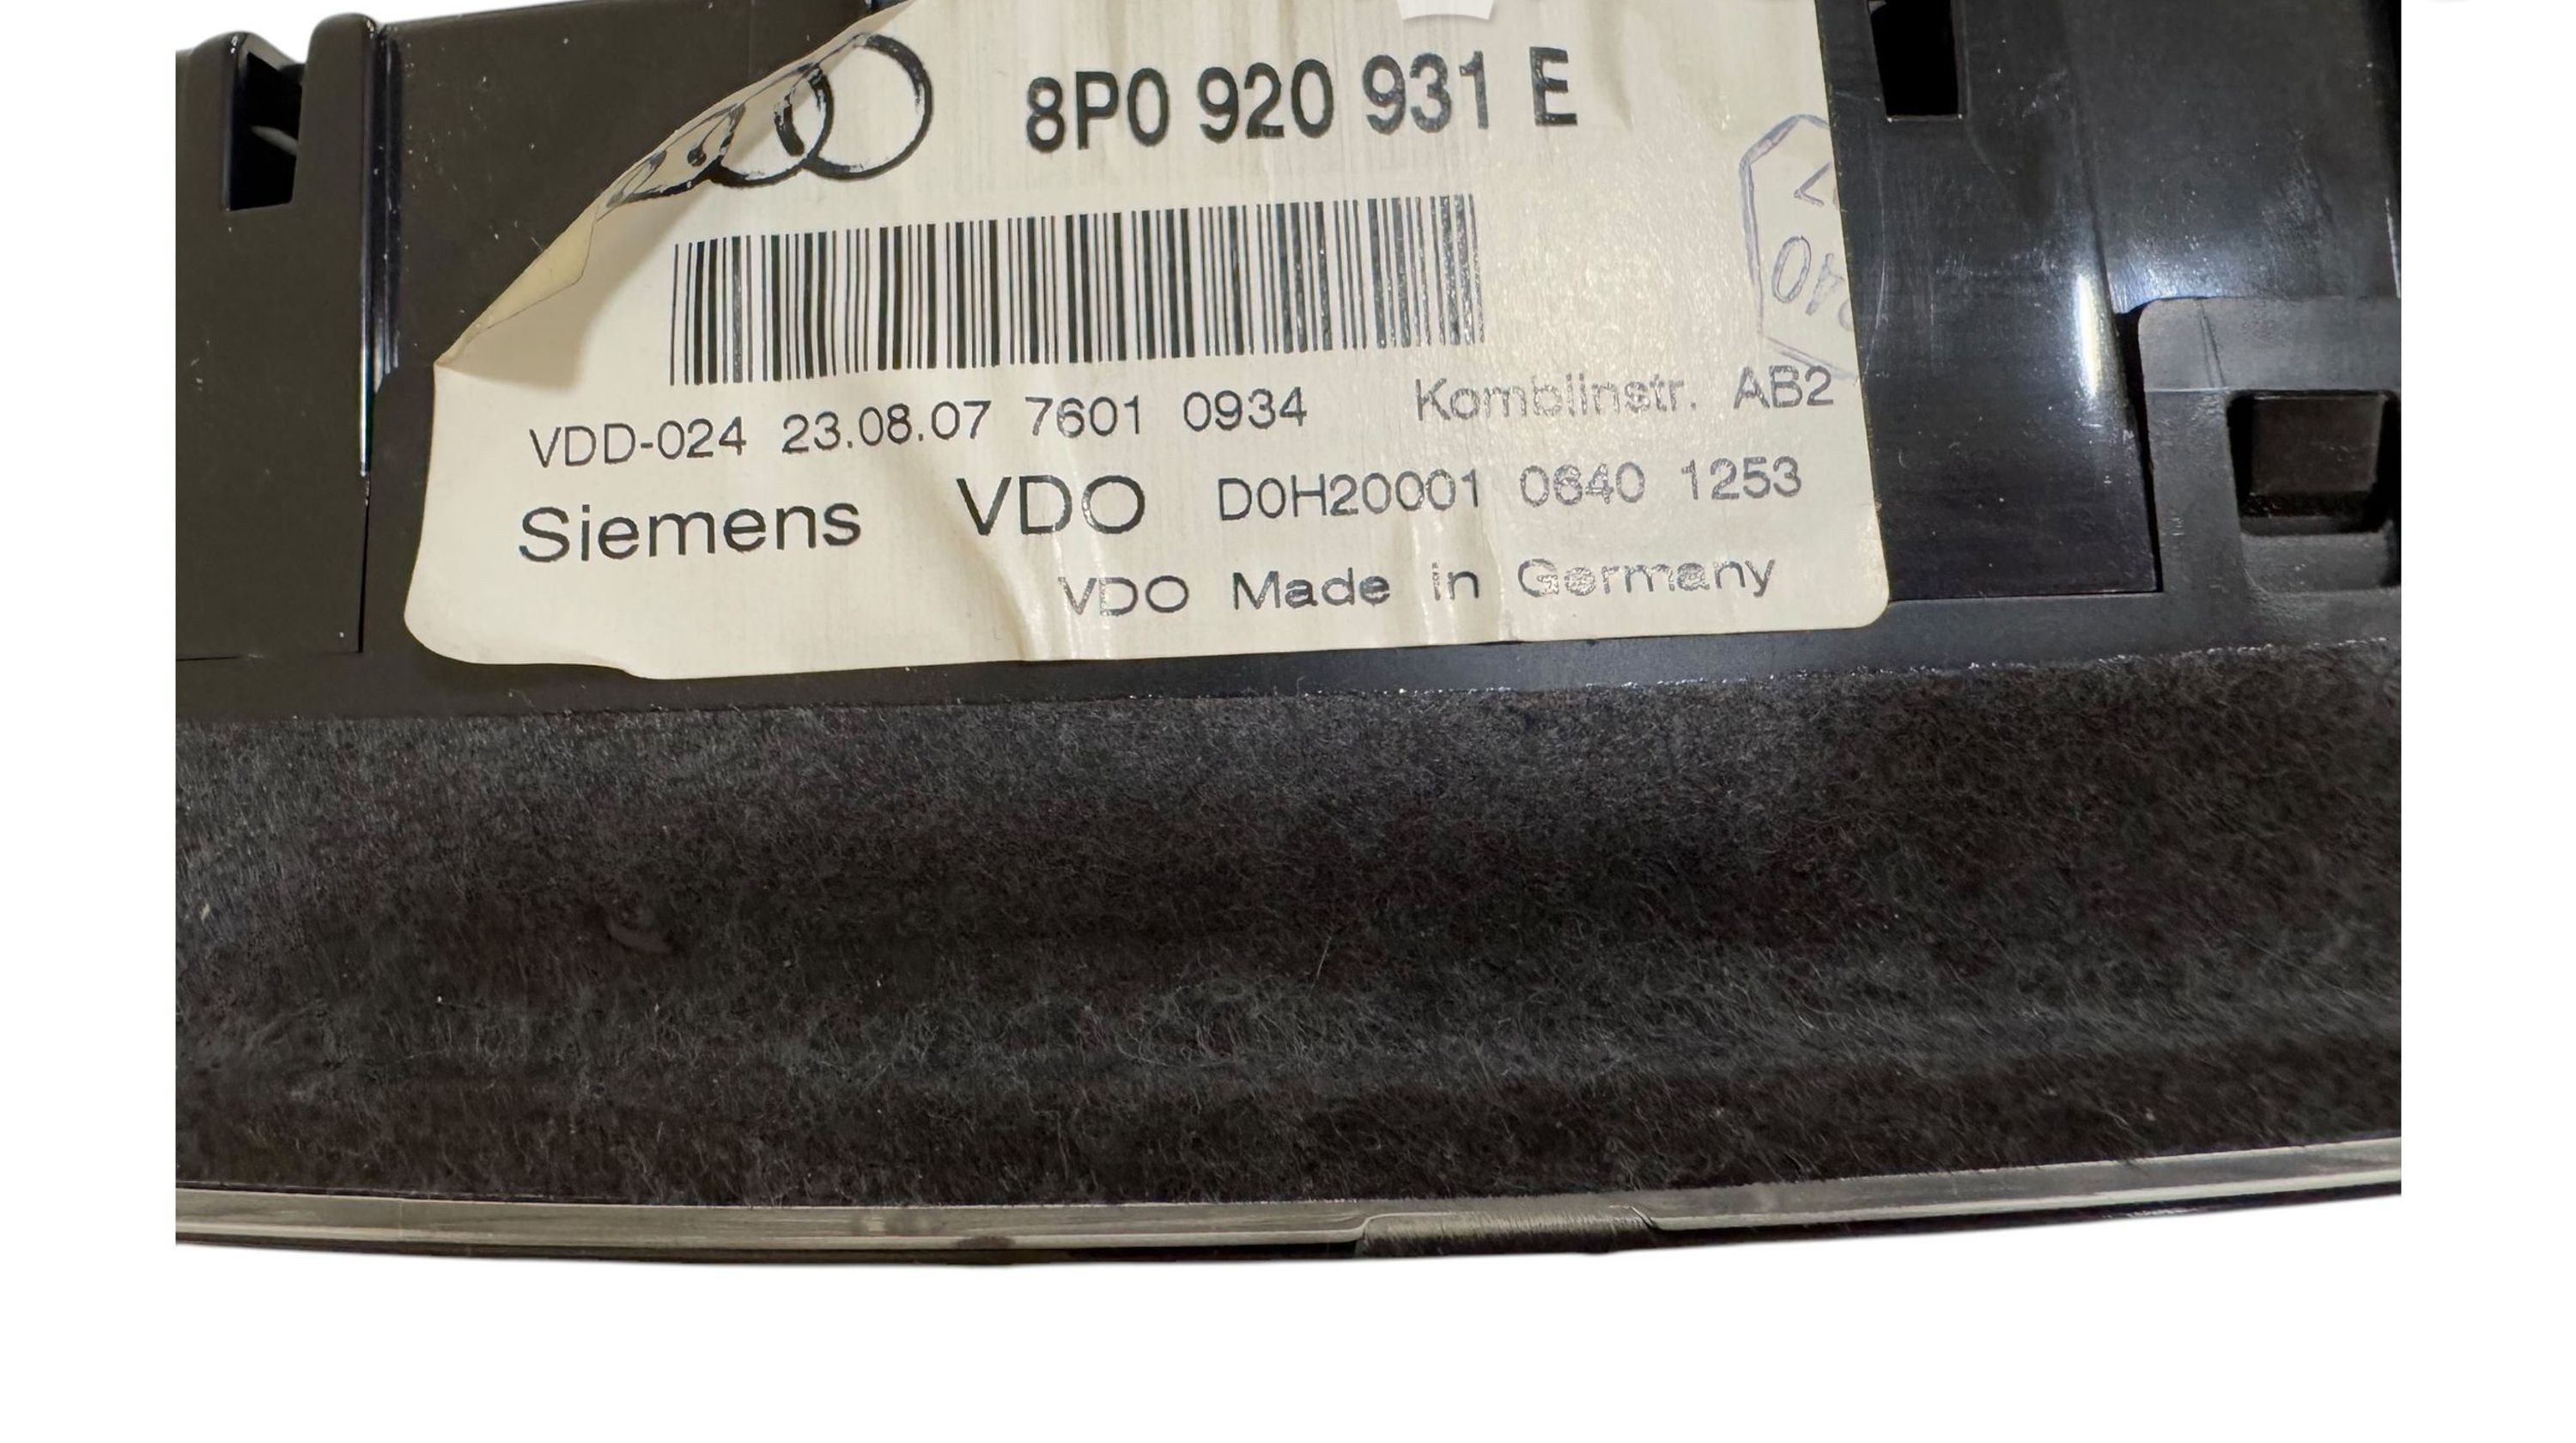 8P0 920 931 E
VDD-024 23.08.07 7601 0934 Kombiinstr. AB2
Siemens VDO D0H20001 0640 1253
VDO Made in Germany